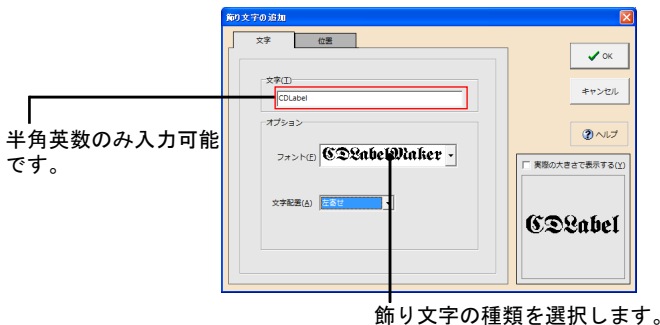 飾り文字の追加
文字
位置
OK
文字(T)
CDLabel
キャンセル
半角英数のみ入力可能
です。
オプション
ヘルプ
フォント(F)
CDLabelMaker
実際の大きさで表示する(Y)
文字配置(A)
左寄せ
CDLabel
飾り文字の種類を選択します。